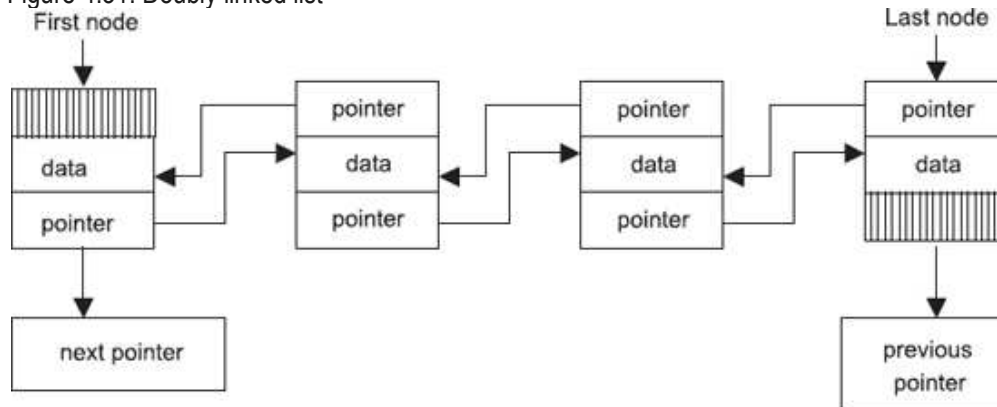 Figure 4.31: Doubly linked list
First node
Last node
pointer
pointer
pointer
data
data
data
data
pointer
pointer
pointer
next pointer
previous
pointer